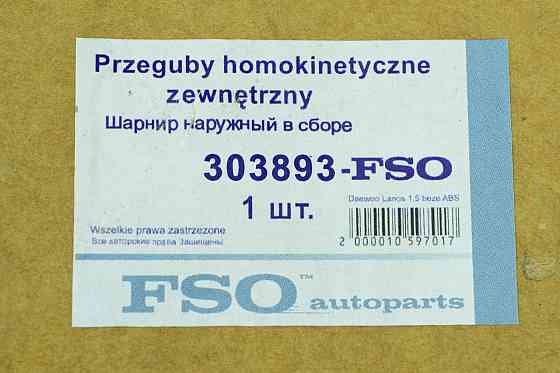 Przeguby homokinetyczne
zewnętrzny
Шарнир наружный в сборе
303893-FSO
Daewoo Lanos 1.5 beze ABS
1 шт.
Wszelkie prawa zastrzezone
Все авторские права Защищены
2 000010 597017
FSO™ autoparts